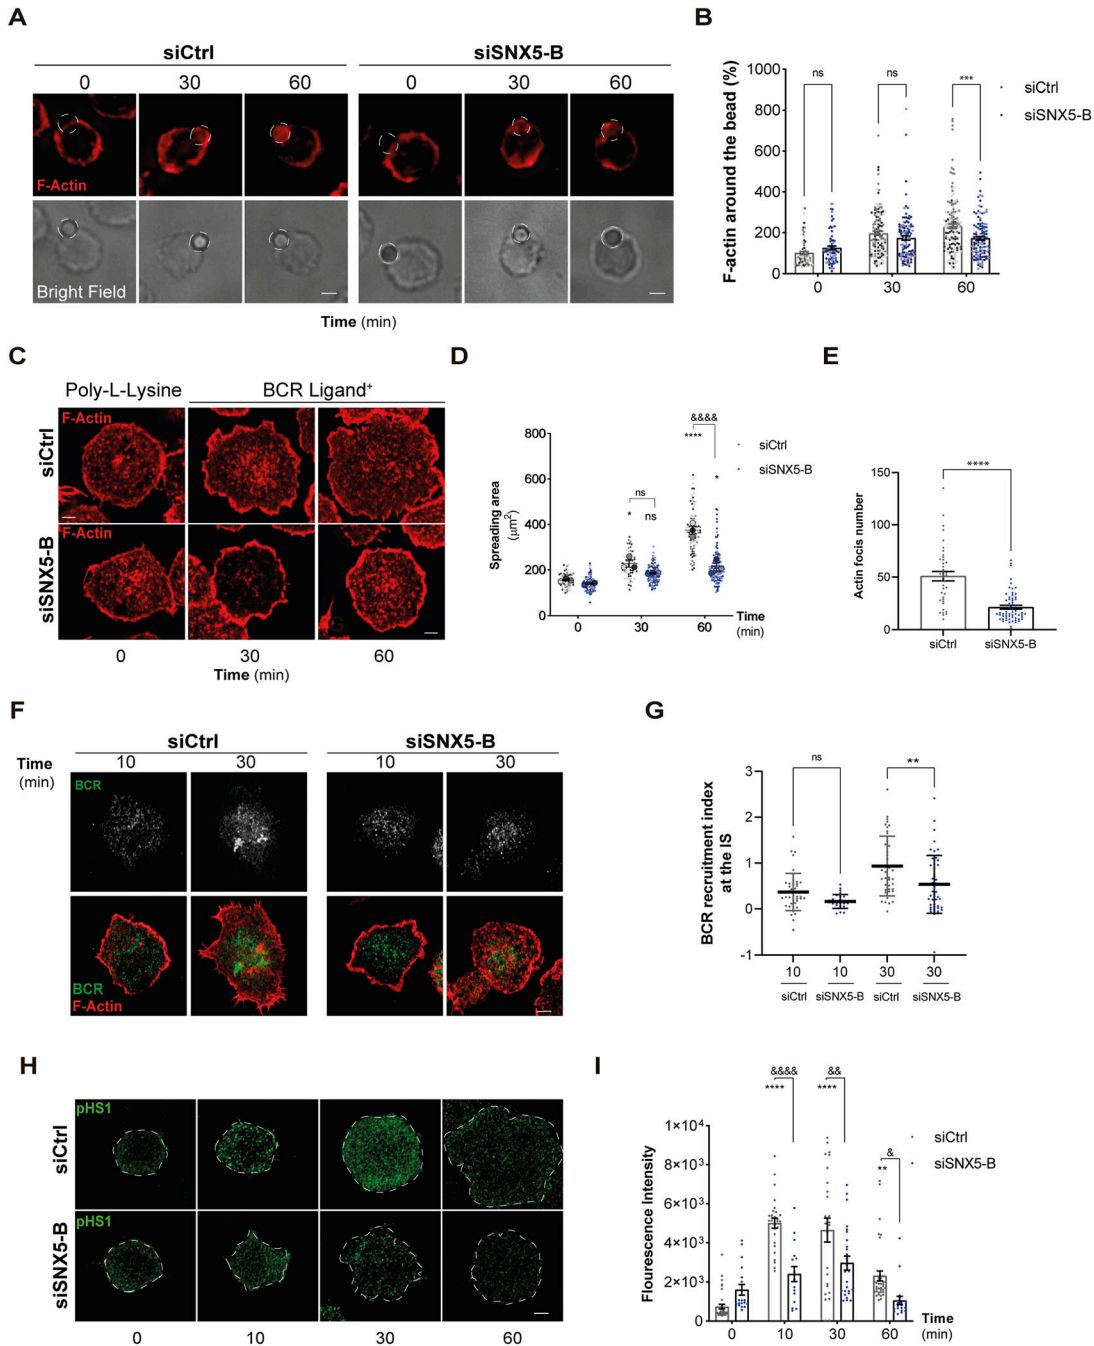 A
siCtrl
siSNX5-B
0 30 60 0 30 60
F-Actin
Bright Field
Time (min)
B
F-actin around the bead (%)
1000
800
600
400
200
0
ns
ns
***
siCtrl
siSNX5-B
0 30 60
C
Poly-L-Lysine
BCR Ligand+
siCtrl
F-Actin
siSNX5-B
F-Actin
0 30 60
Time (min)
D
Spreading area
(µm2)
800
600
400
200
0
ns
*
ns
&&&&
****
*
siCtrl
siSNX5-B
0 30 60
Time
(min)
E
Actin focis number
150
100
50
0
****
siCtrl siSNX5-B
F
siCtrl
siSNX5-B
Time
(min)
10 30 10 30
BCR
BCR
F-Actin
G
BCR recruitment index
at the IS
3
2
1
0
-1
ns
**
10 10 30 30
siCtrl siSNX5-B siCtrl siSNX5-B
H
siCtrl
pHS1
siSNX5-B
pHS1
0 10 30 60
I
Flourescence Intensity
1×10⁴
8×10³
6×10³
4×10³
2×10³
0
&&&&
****
&&
****
&
**
siCtrl
siSNX5-B
0 10 30 60
Time
(min)